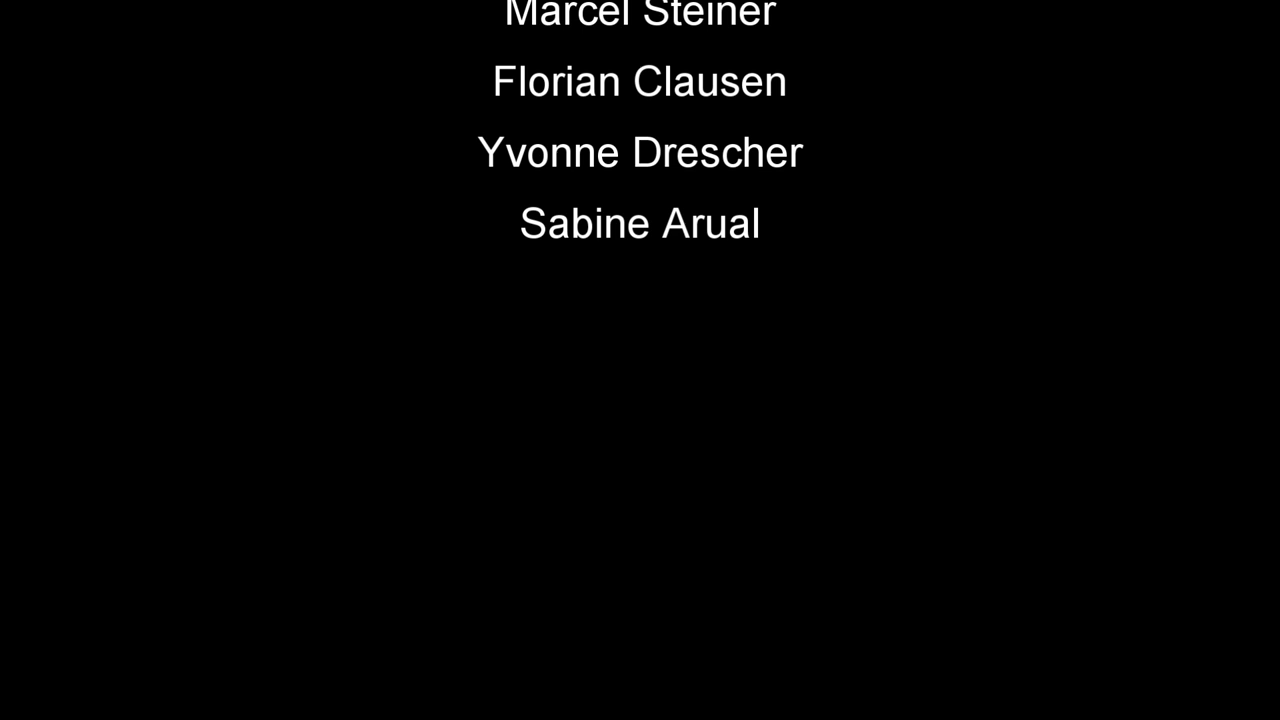 Marcel Steiner
Florian Clausen
Yvonne Drescher
Sabine Arual